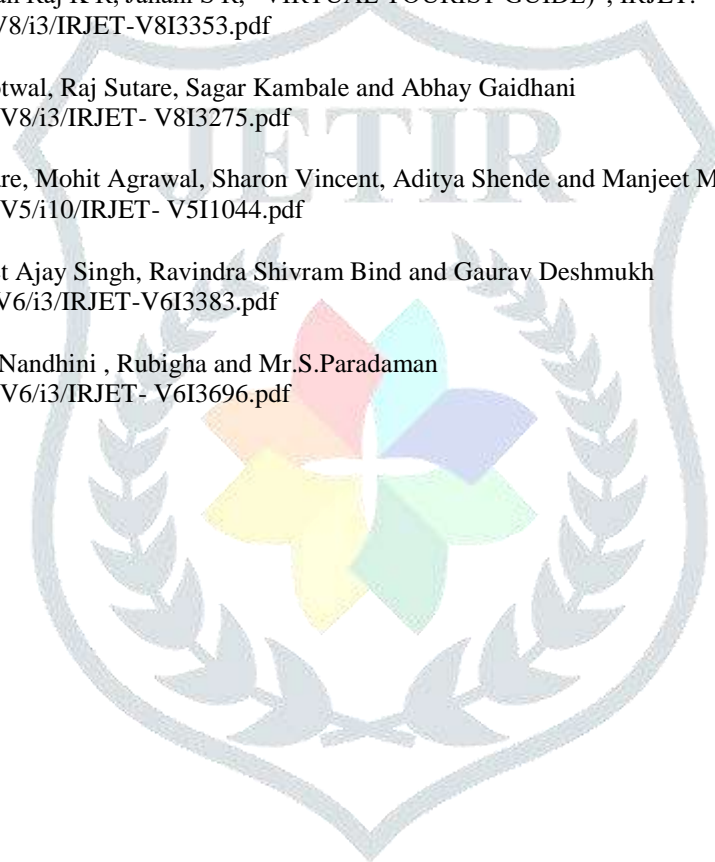 Raj K R, Janani S R, “ VIRTUAL TOURIST GUIDE)”, IRJET.
V8/i3/IRJET-V8I3353.pdf
otwal, Raj Sutare, Sagar Kambale and Abhay Gaidhani
V8/i3/IRJET- V8I3275.pdf
JETIR
are, Mohit Agrawal, Sharon Vincent, Aditya Shende and Manjeet M
V5/i10/IRJET- V5I1044.pdf
Ajay Singh, Ravindra Shivram Bind and Gaurav Deshmukh
V6/i3/IRJET-V6I3383.pdf
Nandhini , Rubigha and Mr.S.Paradaman
V6/i3/IRJET- V6I3696.pdf